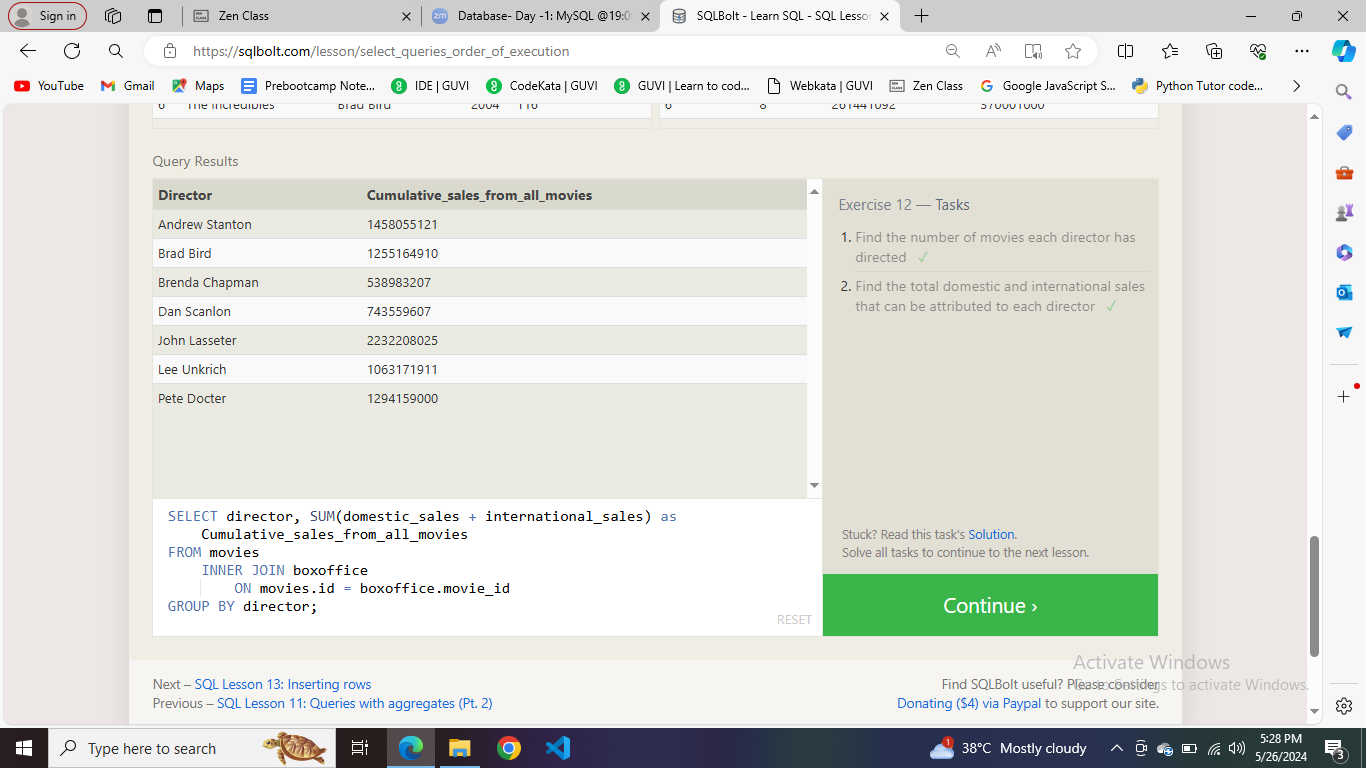 Sign in
Zen Class
Database- Day -1: MySQL @19:0
SQLBolt - Learn SQL - SQL Lesso
https://sqlbolt.com/lesson/select_queries_order_of_execution
YouTube
Gmail
Maps
Prebootcamp Note...
IDE | GUVI
CodeKata | GUVI
GUVI | Learn to cod...
Webkata | GUVI
Zen Class
Google JavaScript S...
Python Tutor code...
6 The Incredibles Brad Bird 2004 116
6 8 261441092 370001000
Query Results
Director Cumulative_sales_from_all_movies
Andrew Stanton 1458055121
Brad Bird 1255164910
Brenda Chapman 538983207
Dan Scanlon 743559607
John Lasseter 2232208025
Lee Unkrich 1063171911
Pete Docter 1294159000
Exercise 12 — Tasks
1. Find the number of movies each director has
directed ✓
2. Find the total domestic and international sales
that can be attributed to each director ✓
Stuck? Read this task's Solution.
Solve all tasks to continue to the next lesson.
Continue ›
SELECT director, SUM(domestic_sales + international_sales) as
Cumulative_sales_from_all_movies
FROM movies
INNER JOIN boxoffice
ON movies.id = boxoffice.movie_id
GROUP BY director;
RESET
Next – SQL Lesson 13: Inserting rows
Previous – SQL Lesson 11: Queries with aggregates (Pt. 2)
Find SQLBolt useful? Please consider
Donating ($4) via Paypal to support our site.
Activate Windows
Go to Settings to activate Windows.
Type here to search
1
38°C Mostly cloudy
5:28 PM
5/26/2024
3